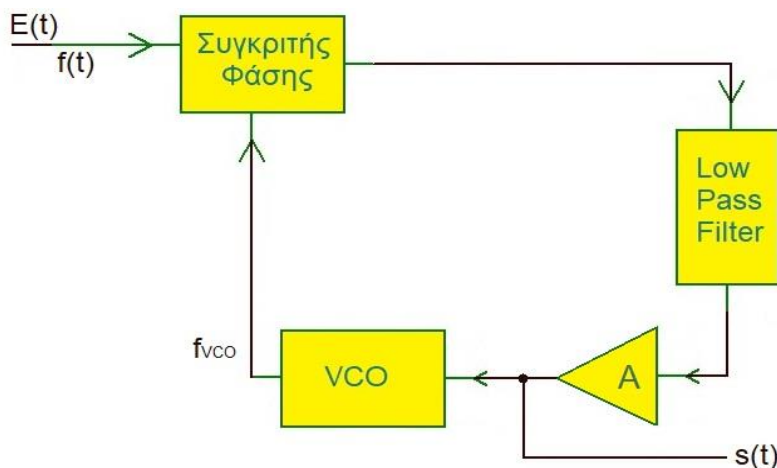 E(t)
f(t)
Συγκριτής
Φάσης
Low
Pass
Filter
A
VCO
fVCO
s(t)